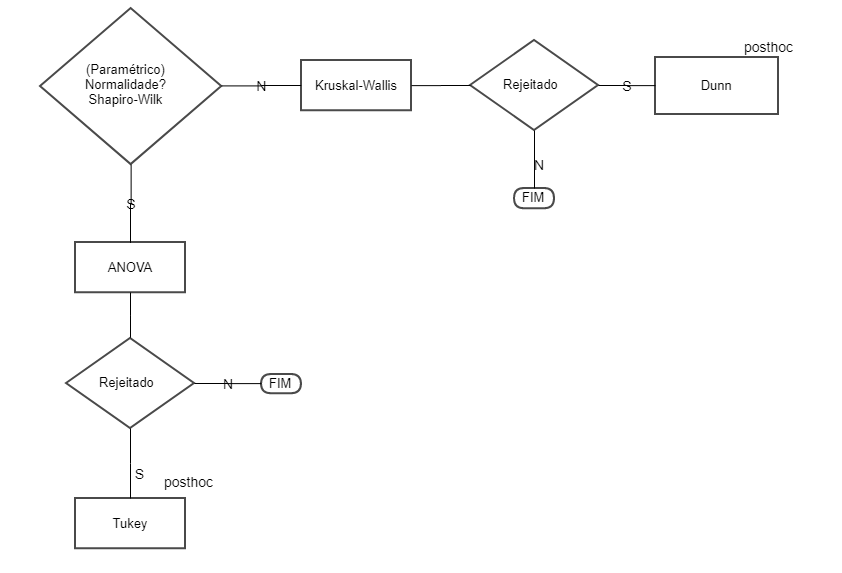 (Paramétrico)
Normalidade?
Shapiro-Wilk
N
Kruskal-Wallis
Rejeitado
S
posthoc
Dunn
N
FIM
S
ANOVA
Rejeitado
N
FIM
S
posthoc
Tukey